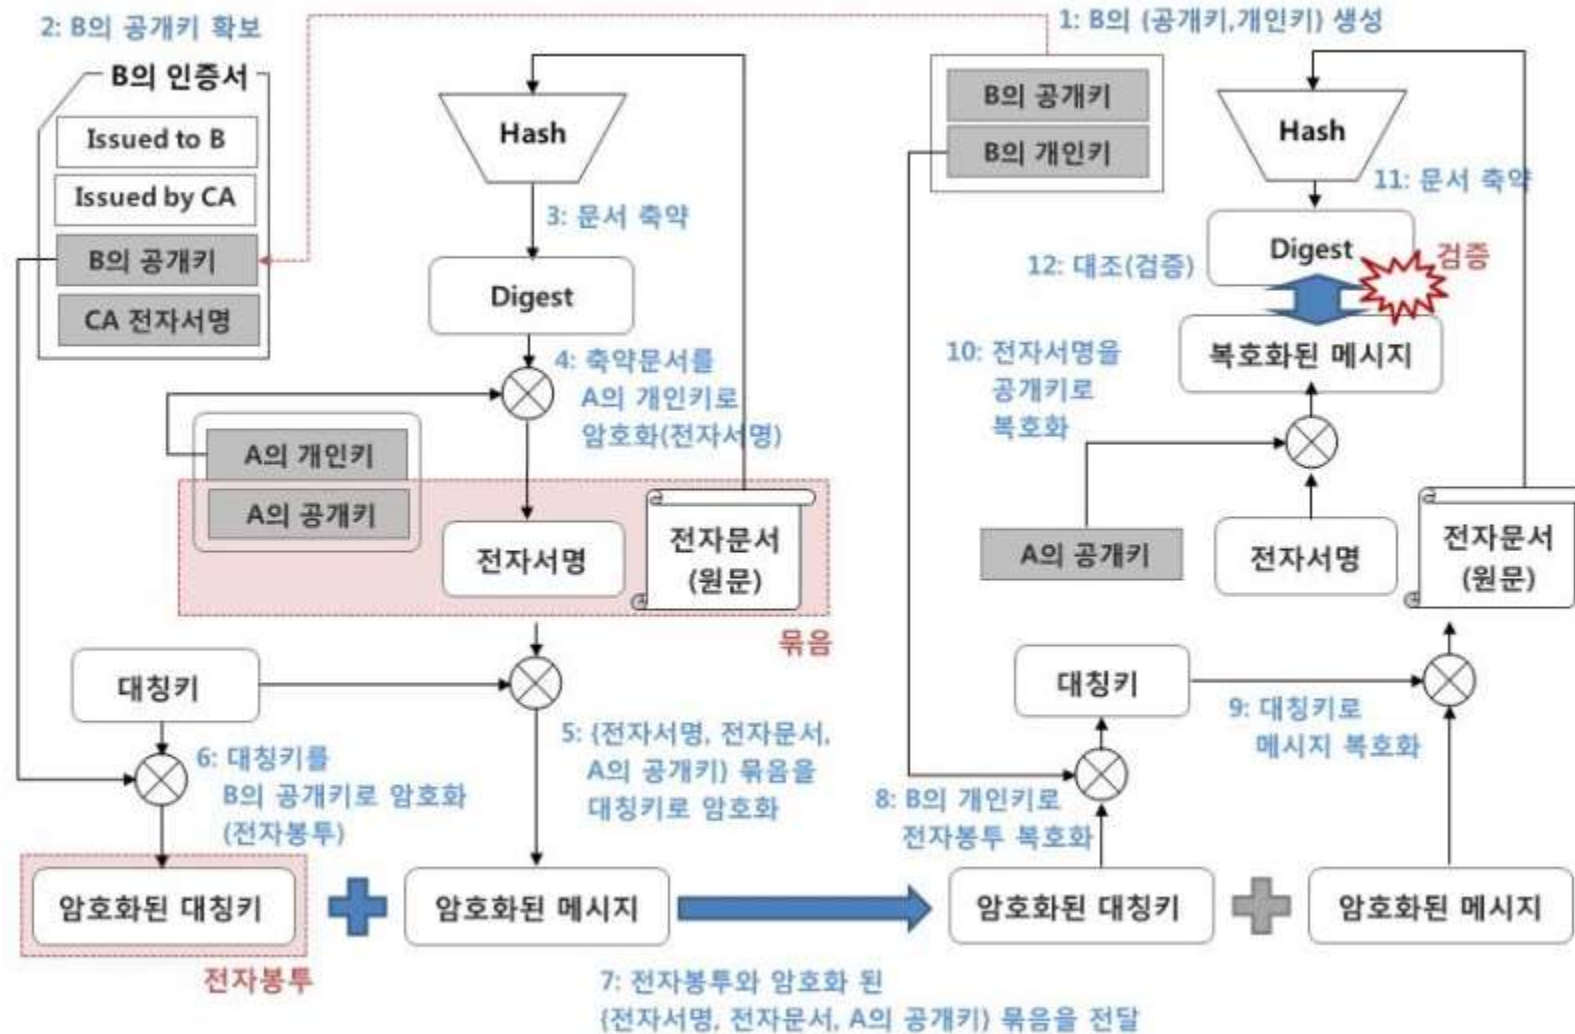 2: B의 공개키 확보
B의 인증서
Issued to B
Issued by CA
B의 공개키
CA 전자서명
Hash
3: 문서 축약
Digest
4: 축약문서를
A의 개인키로
암호화(전자서명)
A의 개인키
A의 공개키
전자서명
전자문서
(원문)
묶음
대칭키
6: 대칭키를
B의 공개키로 암호화
(전자봉투)
5: (전자서명, 전자문서,
A의 공개키) 묶음을
대칭키로 암호화
암호화된 대칭키
암호화된 메시지
전자봉투
7: 전자봉투와 암호화 된
(전자서명, 전자문서, A의 공개키) 묶음을 전달
1: B의 (공개키,개인키) 생성
B의 공개키
B의 개인키
Hash
11: 문서 축약
Digest
검증
12: 대조(검증)
복호화된 메시지
10: 전자서명을
공개키로
복호화
A의 공개키
전자서명
전자문서
(원문)
대칭키
9: 대칭키로
메시지 복호화
8: B의 개인키로
전자봉투 복호화
암호화된 대칭키
암호화된 메시지